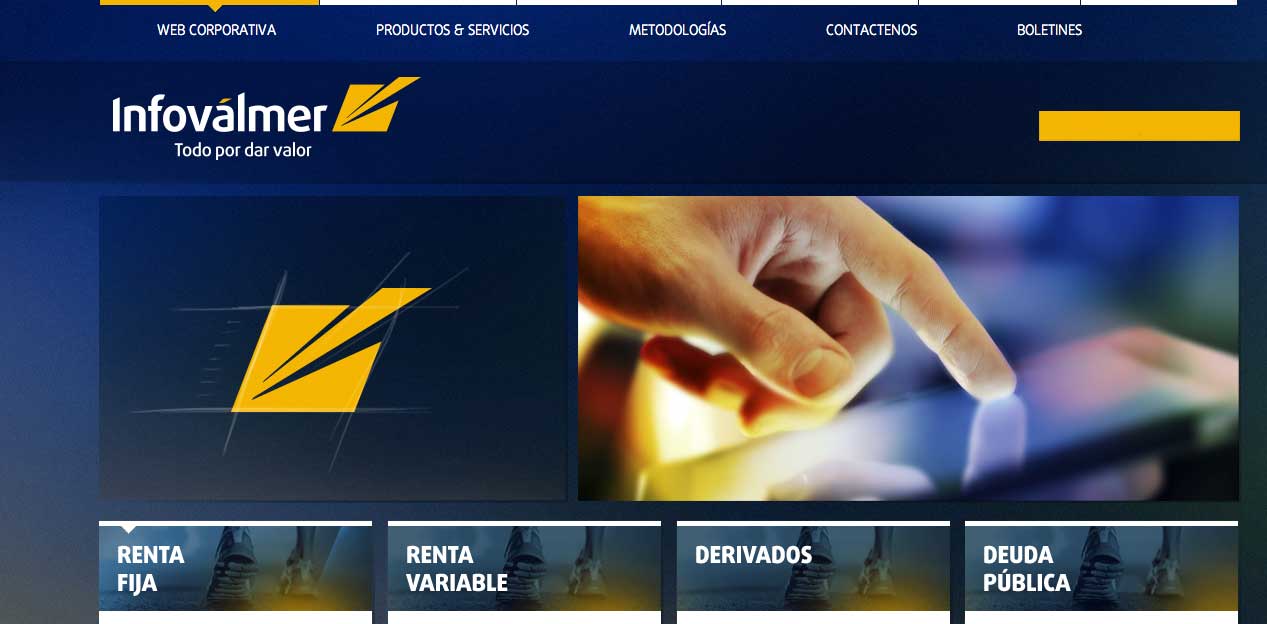 WEB CORPORATIVA
PRODUCTOS & SERVICIOS
METODOLOGÍAS
CONTACTENOS
BOLETINES
Infoválmer
Todo por dar valor
RENTA
FIJA
RENTA
VARIABLE
DERIVADOS
DEUDA
PÚBLICA